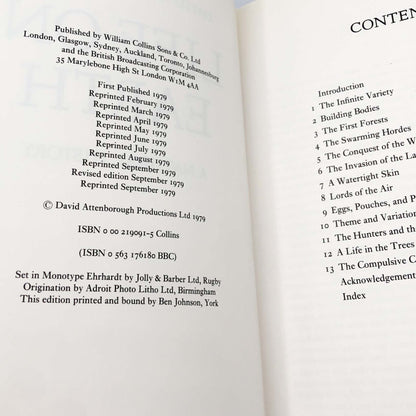 Published by William Collins Sons & Co. Ltd
London, Glasgow, Sydney, Auckland, Toronto, Johannesburg
and the British Broadcasting Corporation
35 Marylebone High St London W1M 4AA
First Published 1979
Reprinted February 1979
Reprinted March 1979
Reprinted April 1979
Reprinted May 1979
Reprinted June 1979
Reprinted July 1979
Reprinted August 1979
Reprinted September 1979
Revised edition September 1979
Reprinted September 1979
© David Attenborough Productions Ltd 1979
ISBN 0 00 219091-5 Collins
(ISBN 0 563 176180 BBC)
Set in Monotype Ehrhardt by Jolly & Barber Ltd, Rugby
Origination by Adroit Photo Litho Ltd, Birmingham
This edition printed and bound by Ben Johnson, York
CONTEN
Introduction
1 The Infinite Variety
2 Building Bodies
3 The First Forests
4 The Swarming Hordes
5 The Conquest of the W
6 The Invasion of the La
7 A Watertight Skin
8 Lords of the Air
9 Eggs, Pouches, and P
10 Theme and Variation
11 The Hunters and th
12 A Life in the Trees
13 The Compulsive C
Acknowledgement
Index